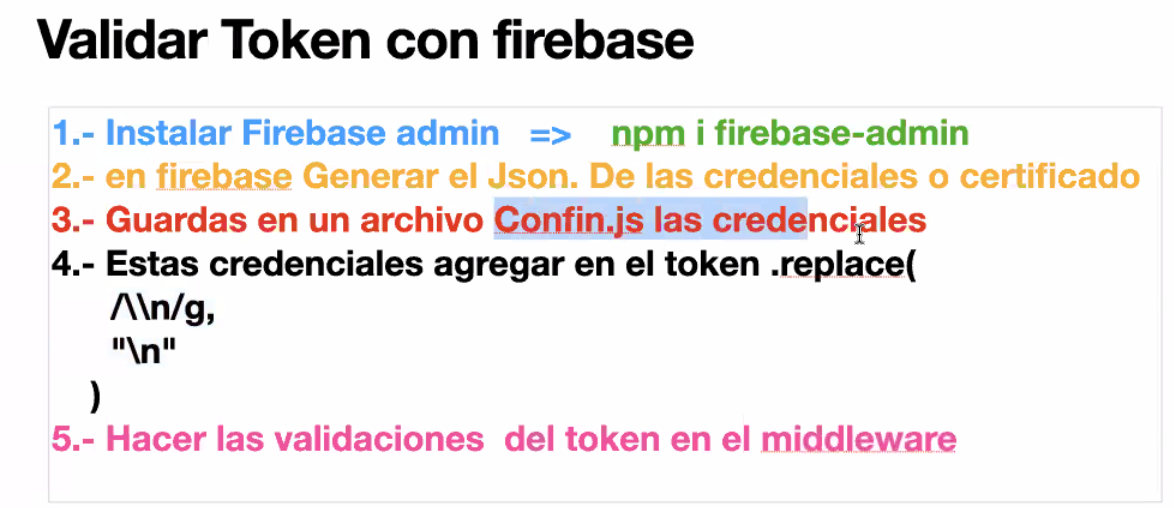 Validar Token con firebase
1.- Instalar Firebase admin => npm i firebase-admin
2.- en firebase Generar el Json. De las credenciales o certificado
3.- Guardas en un archivo Confin.js las credenciales
4.- Estas credenciales agregar en el token .replace(
/\\n/g,
"\n"
)
5.- Hacer las validaciones del token en el middleware